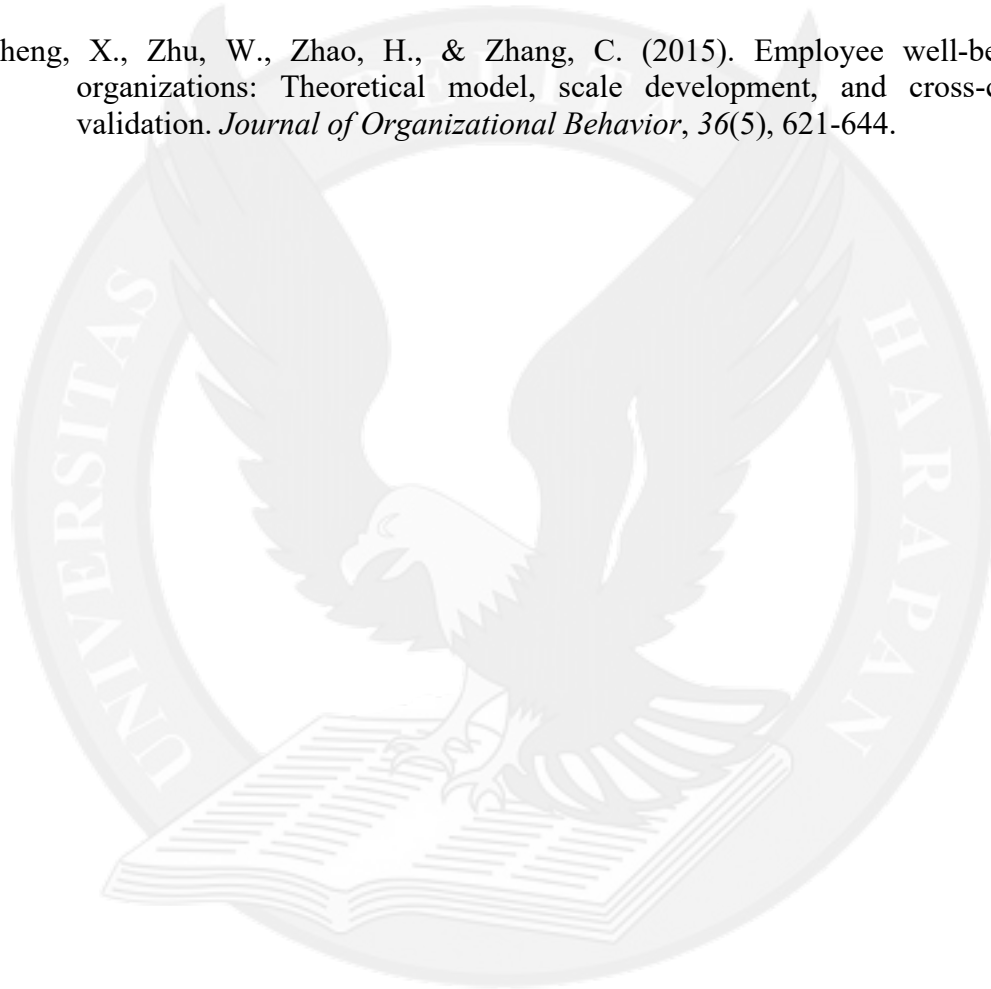 heng, X., Zhu, W., Zhao, H., & Zhang, C. (2015). Employee well-be
organizations: Theoretical model, scale development, and cross-c
validation. Journal of Organizational Behavior, 36(5), 621-644.
PELITA
UNIVERSITAS
HARAPAN